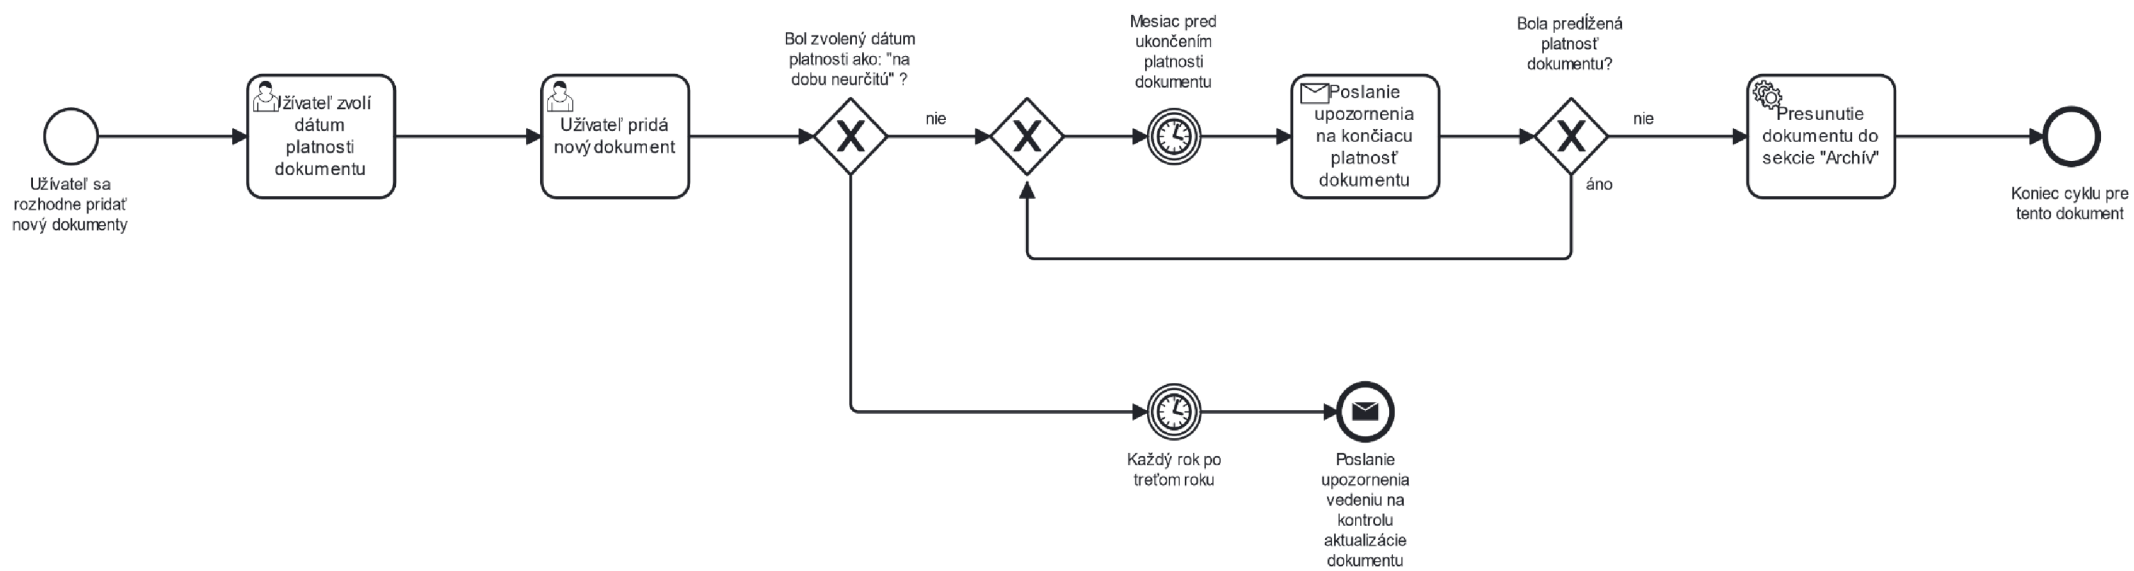 Užívateľ sa
rozhodne pridať
nový dokumenty
Užívateľ zvolí
dátum
platnosti
dokumentu
Užívateľ pridá
nový dokument
Bol zvolený dátum
platnosti ako: "na
dobu neurčitú" ?
nie
Mesiac pred
ukončením
platnosti
dokumentu
Poslanie
upozornenia
na končiacu
platnosť
dokumentu
Bola predĺžená
platnosť
dokumentu?
nie
áno
Presunutie
dokumentu do
sekcie "Archív"
Koniec cyklu pre
tento dokument
Každý rok po
treťom roku
Poslanie
upozornenia
vedeniu na
kontrolu
aktualizácie
dokumentu